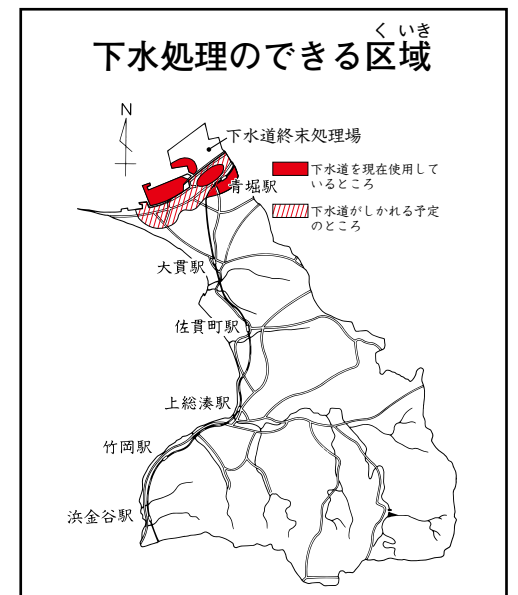 くいき
下水処理のできる区域
N
下水道終末処理場
下水道を現在使用して
いるところ
青堀駅
下水道がしかれる予定
のところ
大貫駅
佐貫町駅
上総湊駅
竹岡駅
浜金谷駅